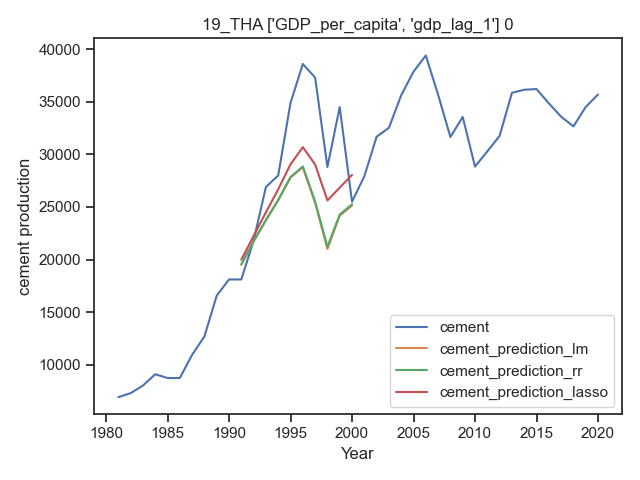 19_THA ['GDP_per_capita', 'gdp_lag_1'] 0
cement production
40000
35000
30000
25000
20000
15000
10000
cement
cement_prediction_lm
cement_prediction_rr
cement_prediction_lasso
1980 1985 1990 1995 2000 2005 2010 2015 2020
Year